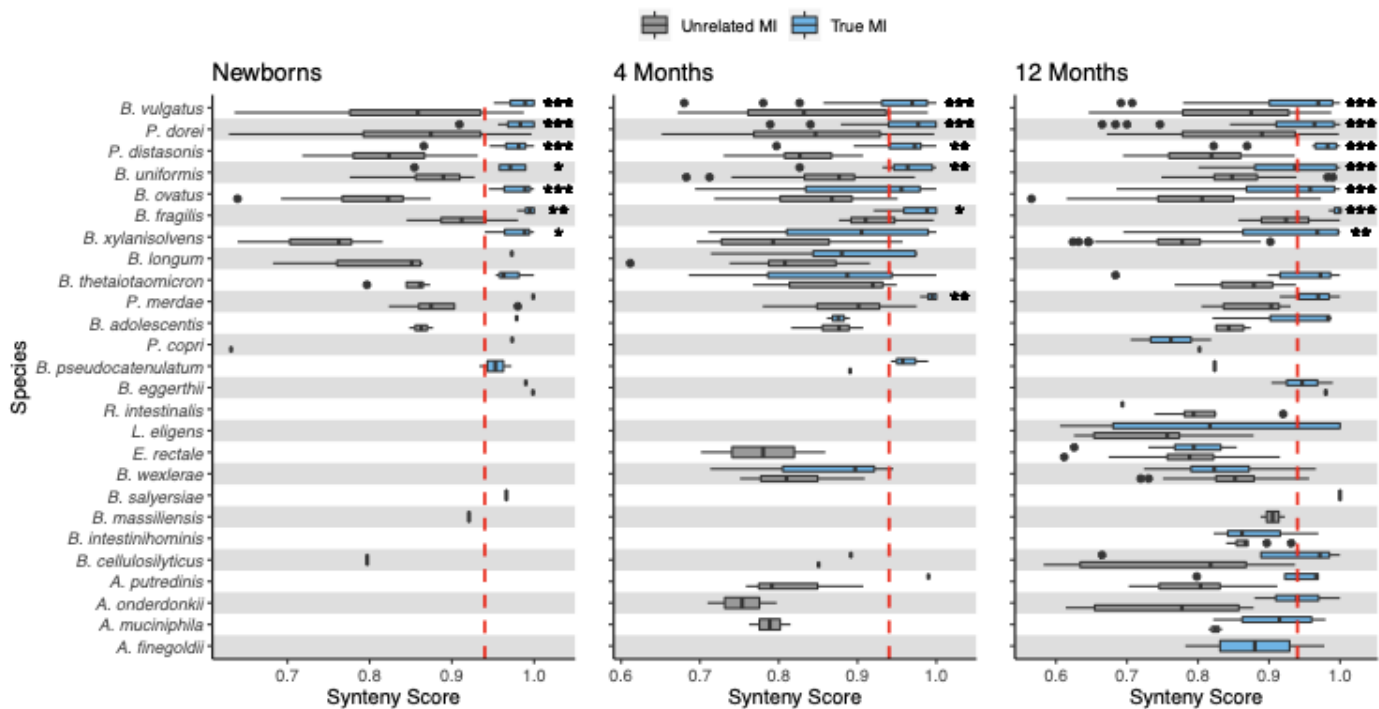 Unrelated MI True MI
Newborns 4 Months 12 Months
Species
B. vulgatus *** *** ***
P. dorei *** *** ***
P. distasonis *** ** ***
B. uniformis * ** ***
B. ovatus *** ***
B. fragilis ** * ***
B. xylanisolvens * **
B. longum
B. thetaiotaomicron
P. merdae **
B. adolescentis
P. copri
B. pseudocatenulatum
B. eggerthii
R. intestinalis
L. eligens
E. rectale
B. wexlerae
B. salyersiae
B. massiliensis
B. intestinihominis
B. cellulosilyticus
A. putredinis
A. onderdonkii
A. muciniphila
A. finegoldii
0.7 0.8 0.9 1.0 0.6 0.7 0.8 0.9 1.0 0.6 0.7 0.8 0.9 1.0
Synteny Score Synteny Score Synteny Score